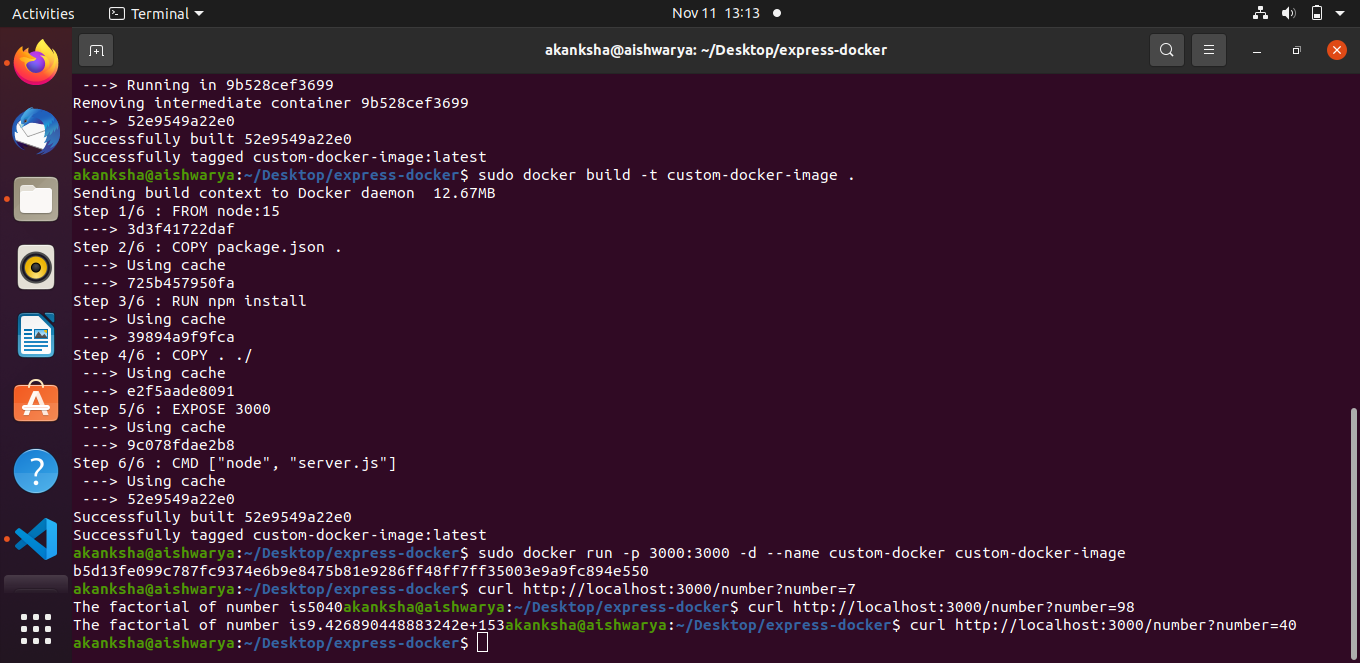 Activities
Terminal
Nov 11 13:13
akanksha@aishwarya: ~/Desktop/express-docker
---> Running in 9b528cef3699
Removing intermediate container 9b528cef3699
---> 52e9549a22e0
Successfully built 52e9549a22e0
Successfully tagged custom-docker-image:latest
akanksha@aishwarya:~/Desktop/express-docker$ sudo docker build -t custom-docker-image .
Sending build context to Docker daemon  12.67MB
Step 1/6 : FROM node:15
---> 3d3f41722daf
Step 2/6 : COPY package.json .
---> Using cache
---> 725b457950fa
Step 3/6 : RUN npm install
---> Using cache
---> 39894a9f9fca
Step 4/6 : COPY . ./
---> Using cache
---> e2f5aade8091
Step 5/6 : EXPOSE 3000
---> Using cache
---> 9c078fdae2b8
Step 6/6 : CMD ["node", "server.js"]
---> Using cache
---> 52e9549a22e0
Successfully built 52e9549a22e0
Successfully tagged custom-docker-image:latest
akanksha@aishwarya:~/Desktop/express-docker$ sudo docker run -p 3000:3000 -d --name custom-docker custom-docker-image
b5d13fe099c787fc9374e6b9e8475b81e9286ff48ff7ff35003e9a9fc894e550
akanksha@aishwarya:~/Desktop/express-docker$ curl http://localhost:3000/number?number=7
The factorial of number is5040akanksha@aishwarya:~/Desktop/express-docker$ curl http://localhost:3000/number?number=98
The factorial of number is9.426890448883242e+153akanksha@aishwarya:~/Desktop/express-docker$ curl http://localhost:3000/number?number=40
akanksha@aishwarya:~/Desktop/express-docker$